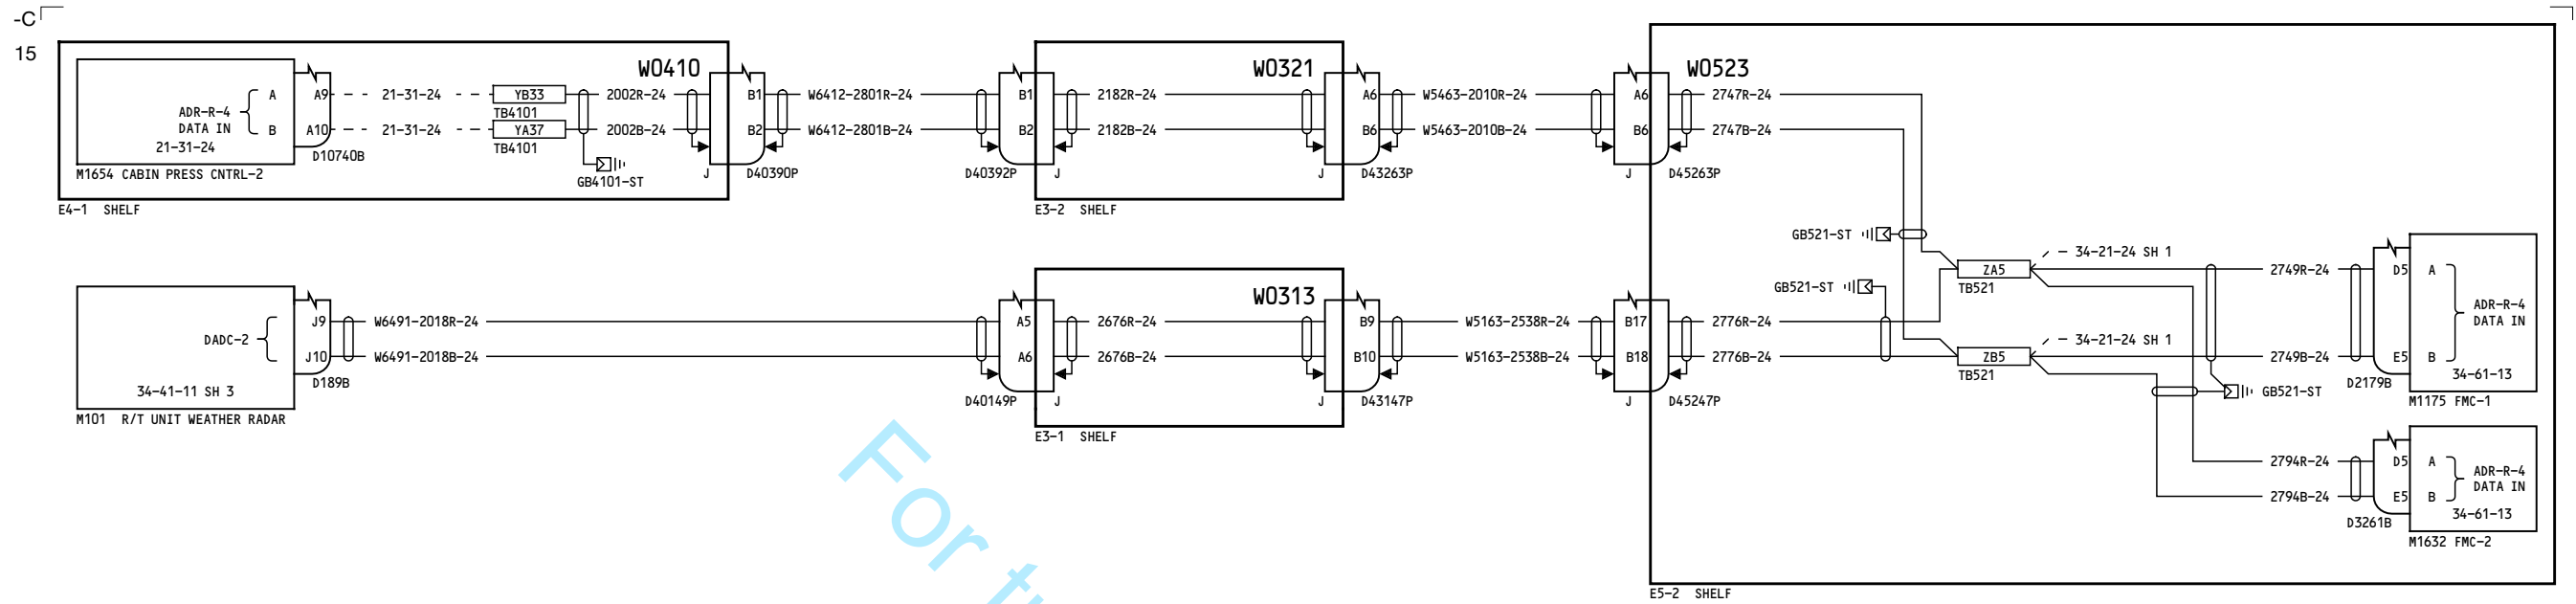 -C
15
W0410
W0321
W0523
A
B
ADR-R-4
DATA IN
21-31-24
A9
A10
D10740B
M1654 CABIN PRESS CNTRL-2
21-31-24
21-31-24
YB33
TB4101
YA37
TB4101
2002R-24
2002B-24
GB4101-ST
J
B1
B2
D40390P
E4-1 SHELF
W6412-2801R-24
W6412-2801B-24
B1
B2
D40392P
J
2182R-24
2182B-24
A6
B6
J
D43263P
E3-2 SHELF
W5463-2010R-24
W5463-2010B-24
A6
B6
J
D45263P
2747R-24
2747B-24
GB521-ST
GB521-ST
DADC-2
34-41-11 SH 3
J9
J10
D189B
M101 R/T UNIT WEATHER RADAR
W6491-2018R-24
W6491-2018B-24
W0313
A5
A6
D40149P
J
2676R-24
2676B-24
B9
B10
J
D43147P
E3-1 SHELF
W5163-2538R-24
W5163-2538B-24
B17
B18
J
D45247P
2776R-24
2776B-24
ZA5
TB521
34-21-24 SH 1
ZB5
TB521
34-21-24 SH 1
2749R-24
2749B-24
GB521-ST
D5
E5
A
B
ADR-R-4
DATA IN
34-61-13
D2179B
M1175 FMC-1
2794R-24
2794B-24
D5
E5
A
B
ADR-R-4
DATA IN
34-61-13
D3261B
M1632 FMC-2
E5-2 SHELF
For